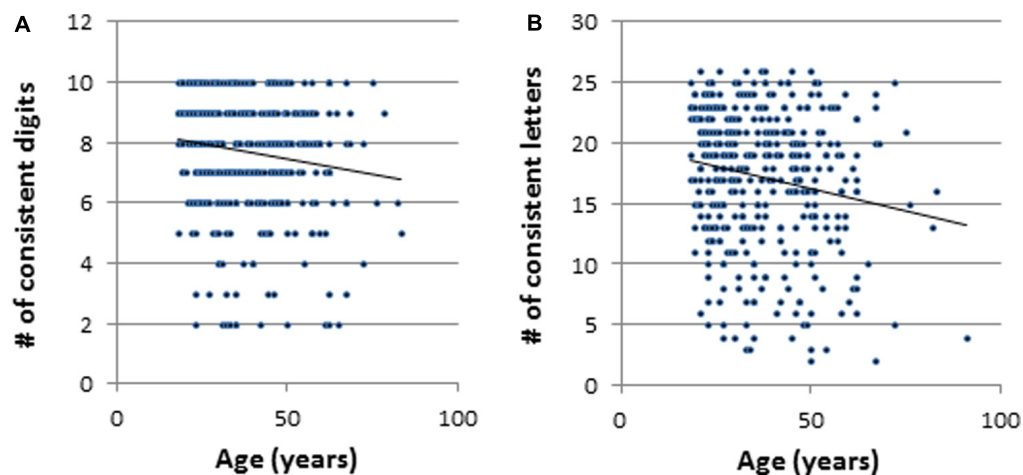 A
# of consistent digits
12
10
8
6
4
2
0
0 50 100
Age (years)
B
# of consistent letters
30
25
20
15
10
5
0
0 50 100
Age (years)